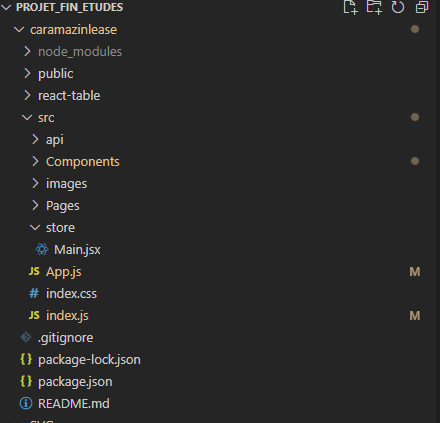 PROJET_FIN_ETUDES
caramazinlease
node_modules
public
react-table
src
api
Components
images
Pages
store
Main.jsx
JS App.js M
# index.css
JS index.js M
.gitignore
{} package-lock.json
{} package.json
README.md